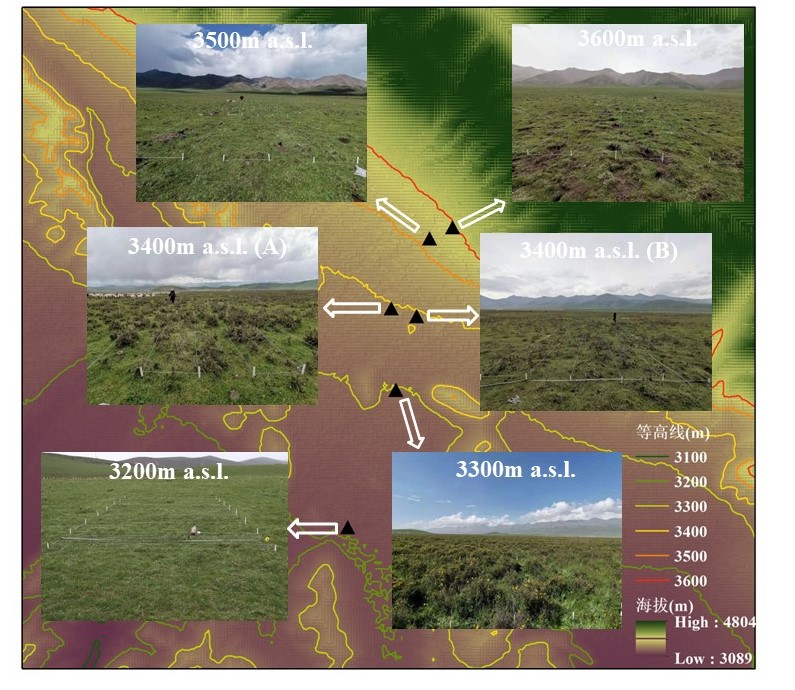 3500m a.s.l.
3600m a.s.l.
3400m a.s.l. (A)
3400m a.s.l. (B)
3200m a.s.l.
3300m a.s.l.
等高线(m)
3100
3200
3300
3400
3500
3600
海拔(m)
High : 4804
Low : 3089